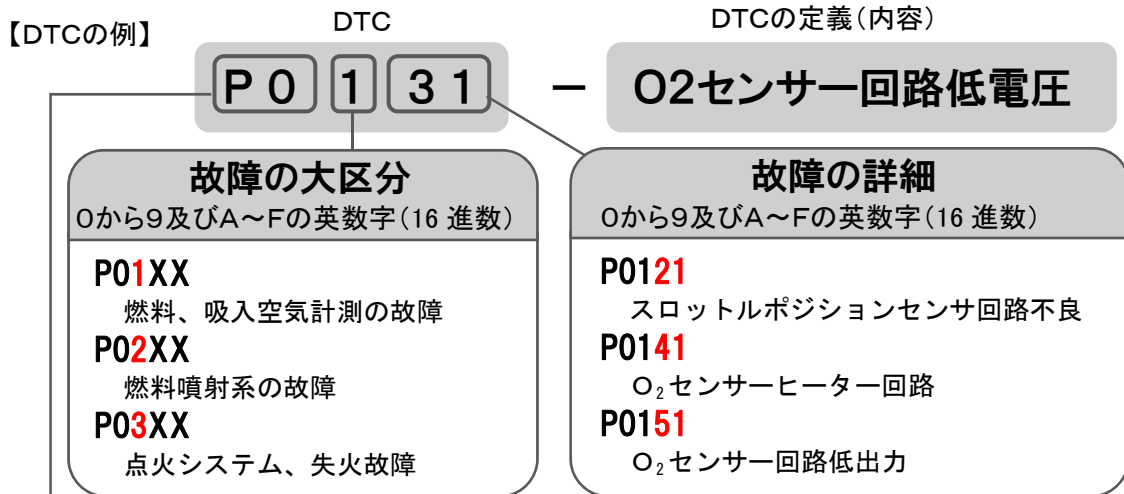 【DTCの例】
DTC
DTCの定義(内容)
P0 1 31 － O2センサー回路低電圧
故障の大区分
0から9及びA～Fの英数字(16 進数)
P01XX
燃料、吸入空気計測の故障
P02XX
燃料噴射系の故障
P03XX
点火システム、失火故障
故障の詳細
0から9及びA～Fの英数字(16 進数)
P0121
スロットルポジションセンサ回路不良
P0141
O₂センサーヒーター回路
P0151
O₂センサー回路低出力